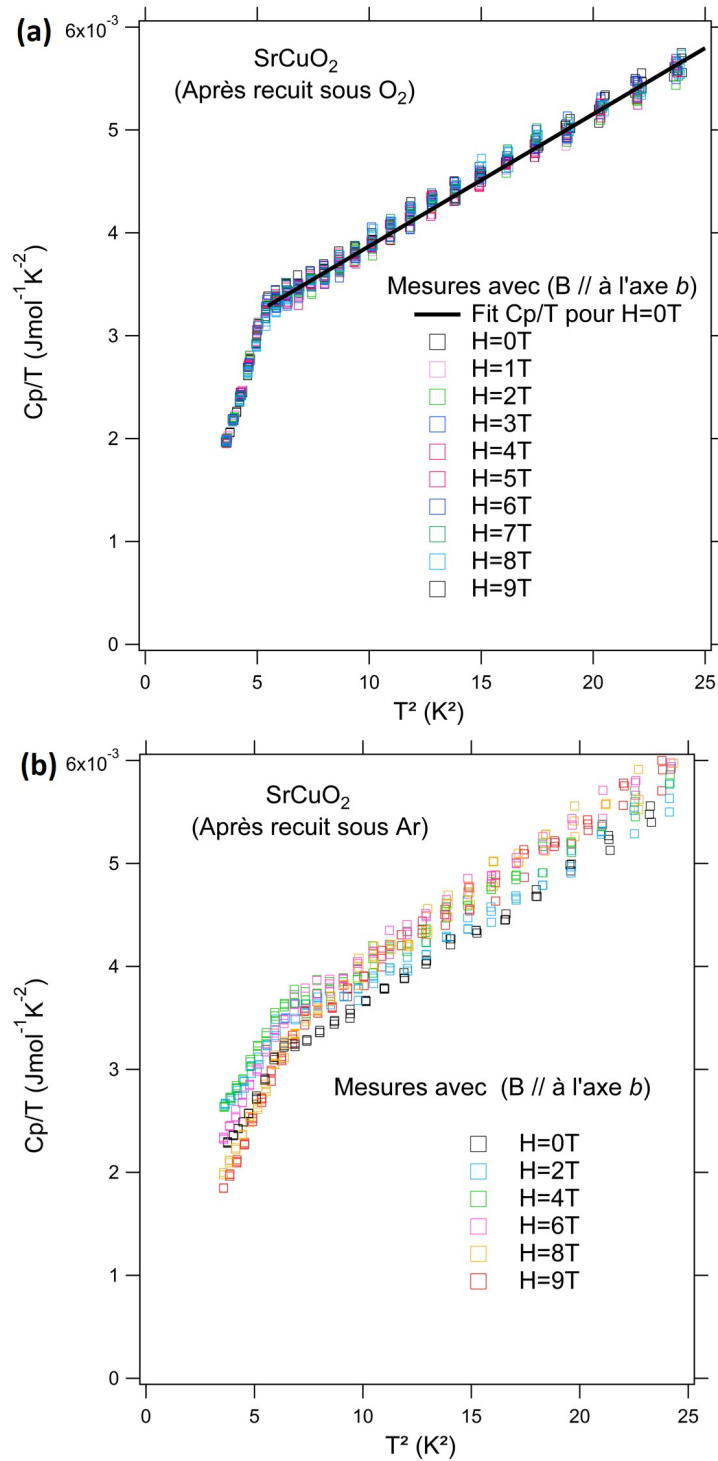 (a)
6x10⁻³
SrCuO₂
(Après recuit sous O₂)
5
4
Mesures avec (B // à l'axe b)
Fit Cp/T pour H=0T
3
H=0T
H=1T
H=2T
H=3T
2
H=4T
H=5T
H=6T
1
H=7T
H=8T
H=9T
0
Cp/T (Jmol⁻¹K⁻²)
0 5 10 15 20 25
T² (K²)
(b)
6x10⁻³
SrCuO₂
(Après recuit sous Ar)
5
4
3
Mesures avec (B // à l'axe b)
H=0T
H=2T
2
H=4T
H=6T
H=8T
1
H=9T
0
Cp/T (Jmol⁻¹K⁻²)
0 5 10 15 20 25
T² (K²)